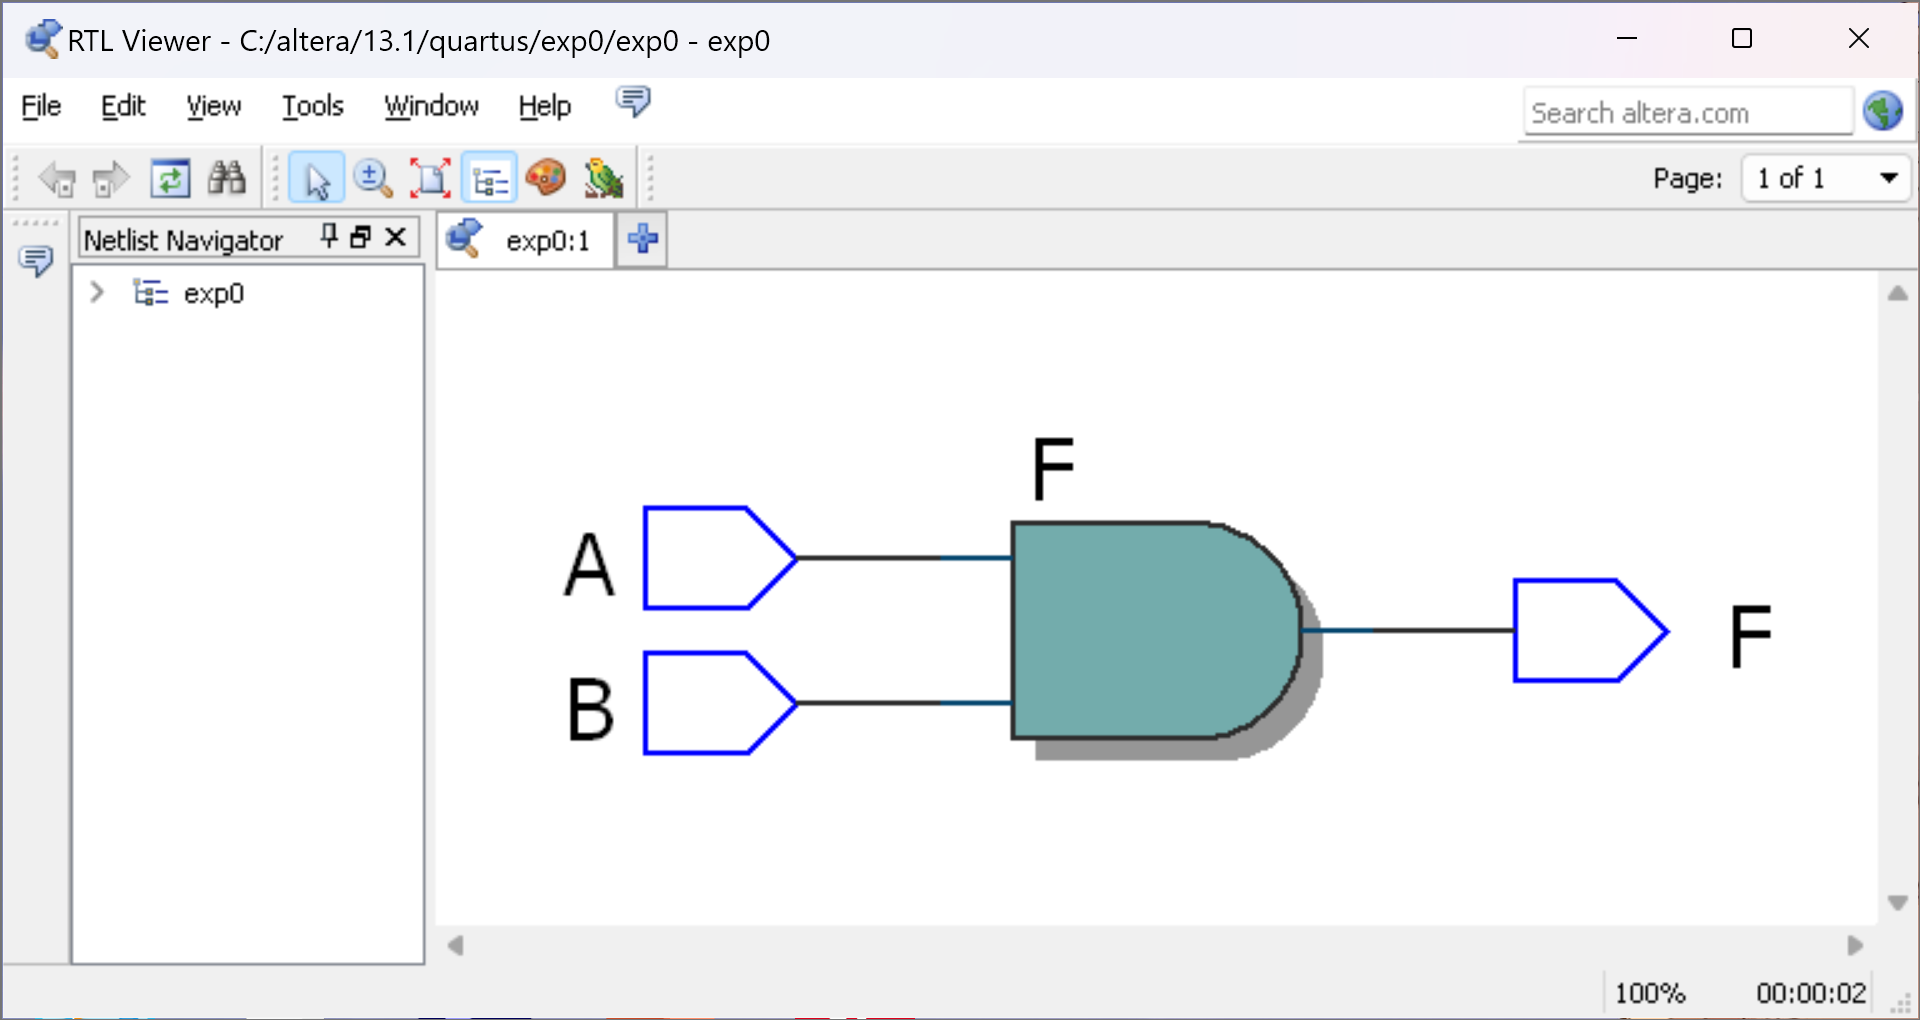 RTL Viewer - C:/altera/13.1/quartus/exp0/exp0 - exp0
File Edit View Tools Window Help
Search altera.com
Page: 1 of 1
Netlist Navigator
exp0:1
exp0
F
A
F
B
100% 00:00:02